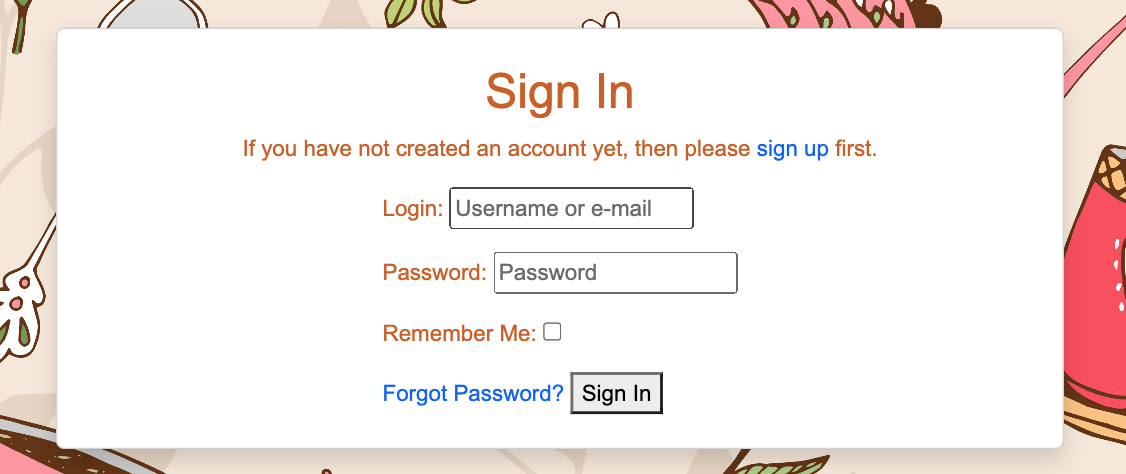 Sign In
If you have not created an account yet, then please sign up first.
Login: Username or e-mail
Password: Password
Remember Me:
Forgot Password? Sign In